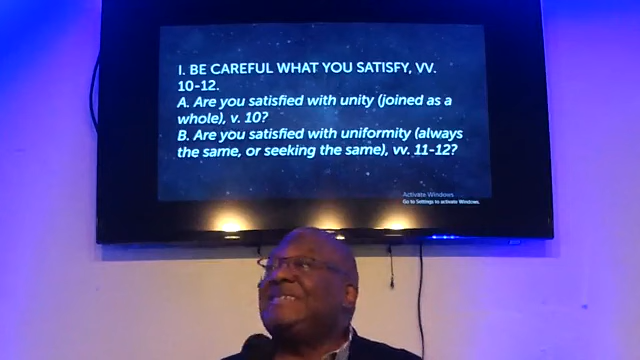 I. BE CAREFUL WHAT YOU SATISFY, VV.
10-12.
A. Are you satisfied with unity (joined as a
whole), v. 10?
B. Are you satisfied with uniformity (always
the same, or seeking the same), vv. 11-12?
Activate Windows
Go to Settings to activate Windows.